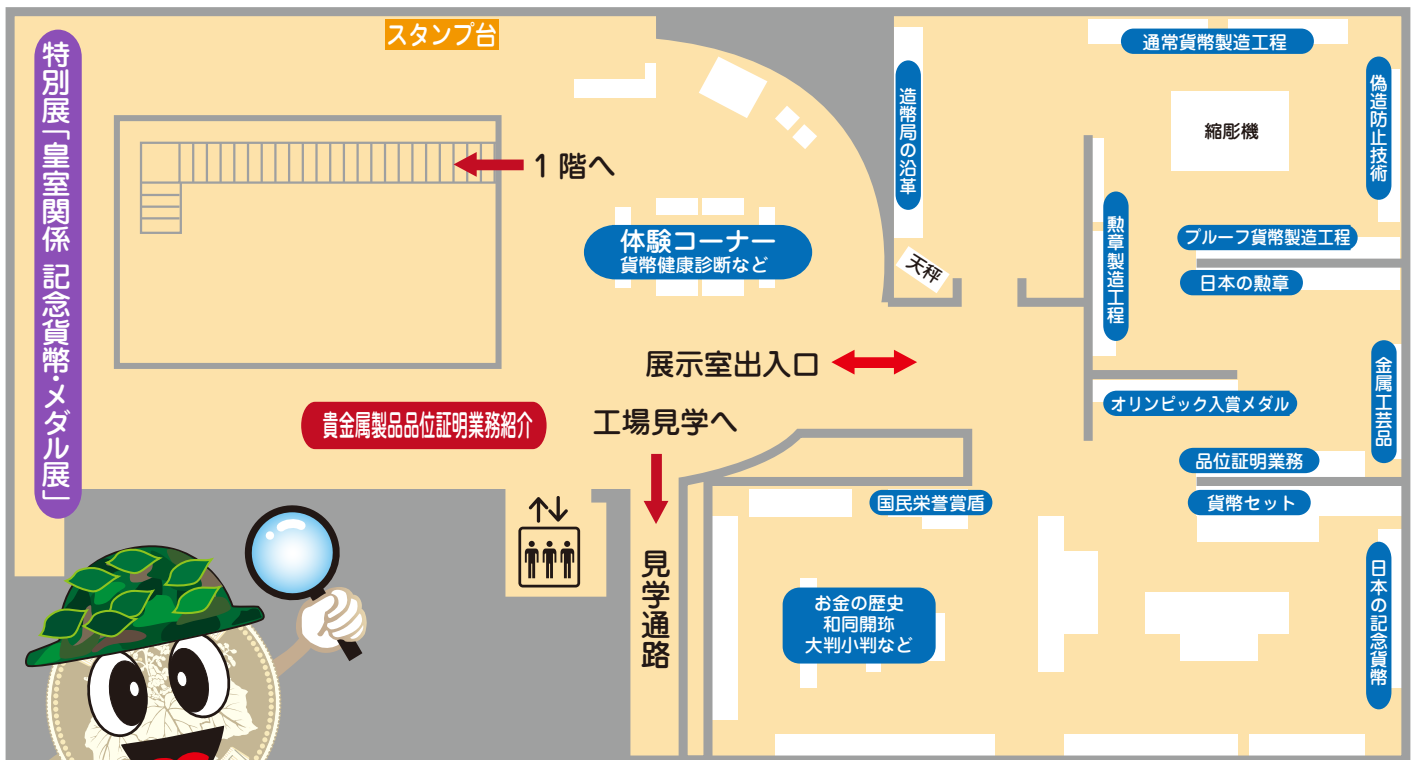 スタンプ台
特別展「皇室関係 記念貨幣・メダル展」
1階へ
体験コーナー
貨幣健康診断など
造幣局の沿革
天秤
通常貨幣製造工程
偽造防止技術
縮彫機
勲章製造工程
プルーフ貨幣製造工程
日本の勲章
展示室出入口
金属工芸品
オリンピック入賞メダル
貴金属製品品位証明業務紹介
工場見学へ
品位証明業務
国民栄誉賞盾
貨幣セット
見学通路
お金の歴史
和同開珎
大判小判など
日本の記念貨幣